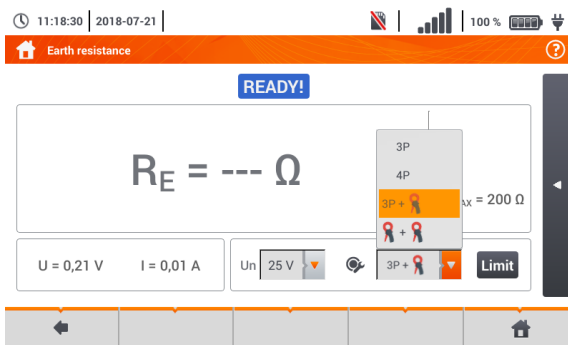 11:18:30 2018-07-21 100 %
Earth resistance ?
READY!
3P
4P
3P +
+
RE = --- Ω
AX = 200 Ω
U = 0,21 V I = 0,01 A Un 25 V 3P + Limit